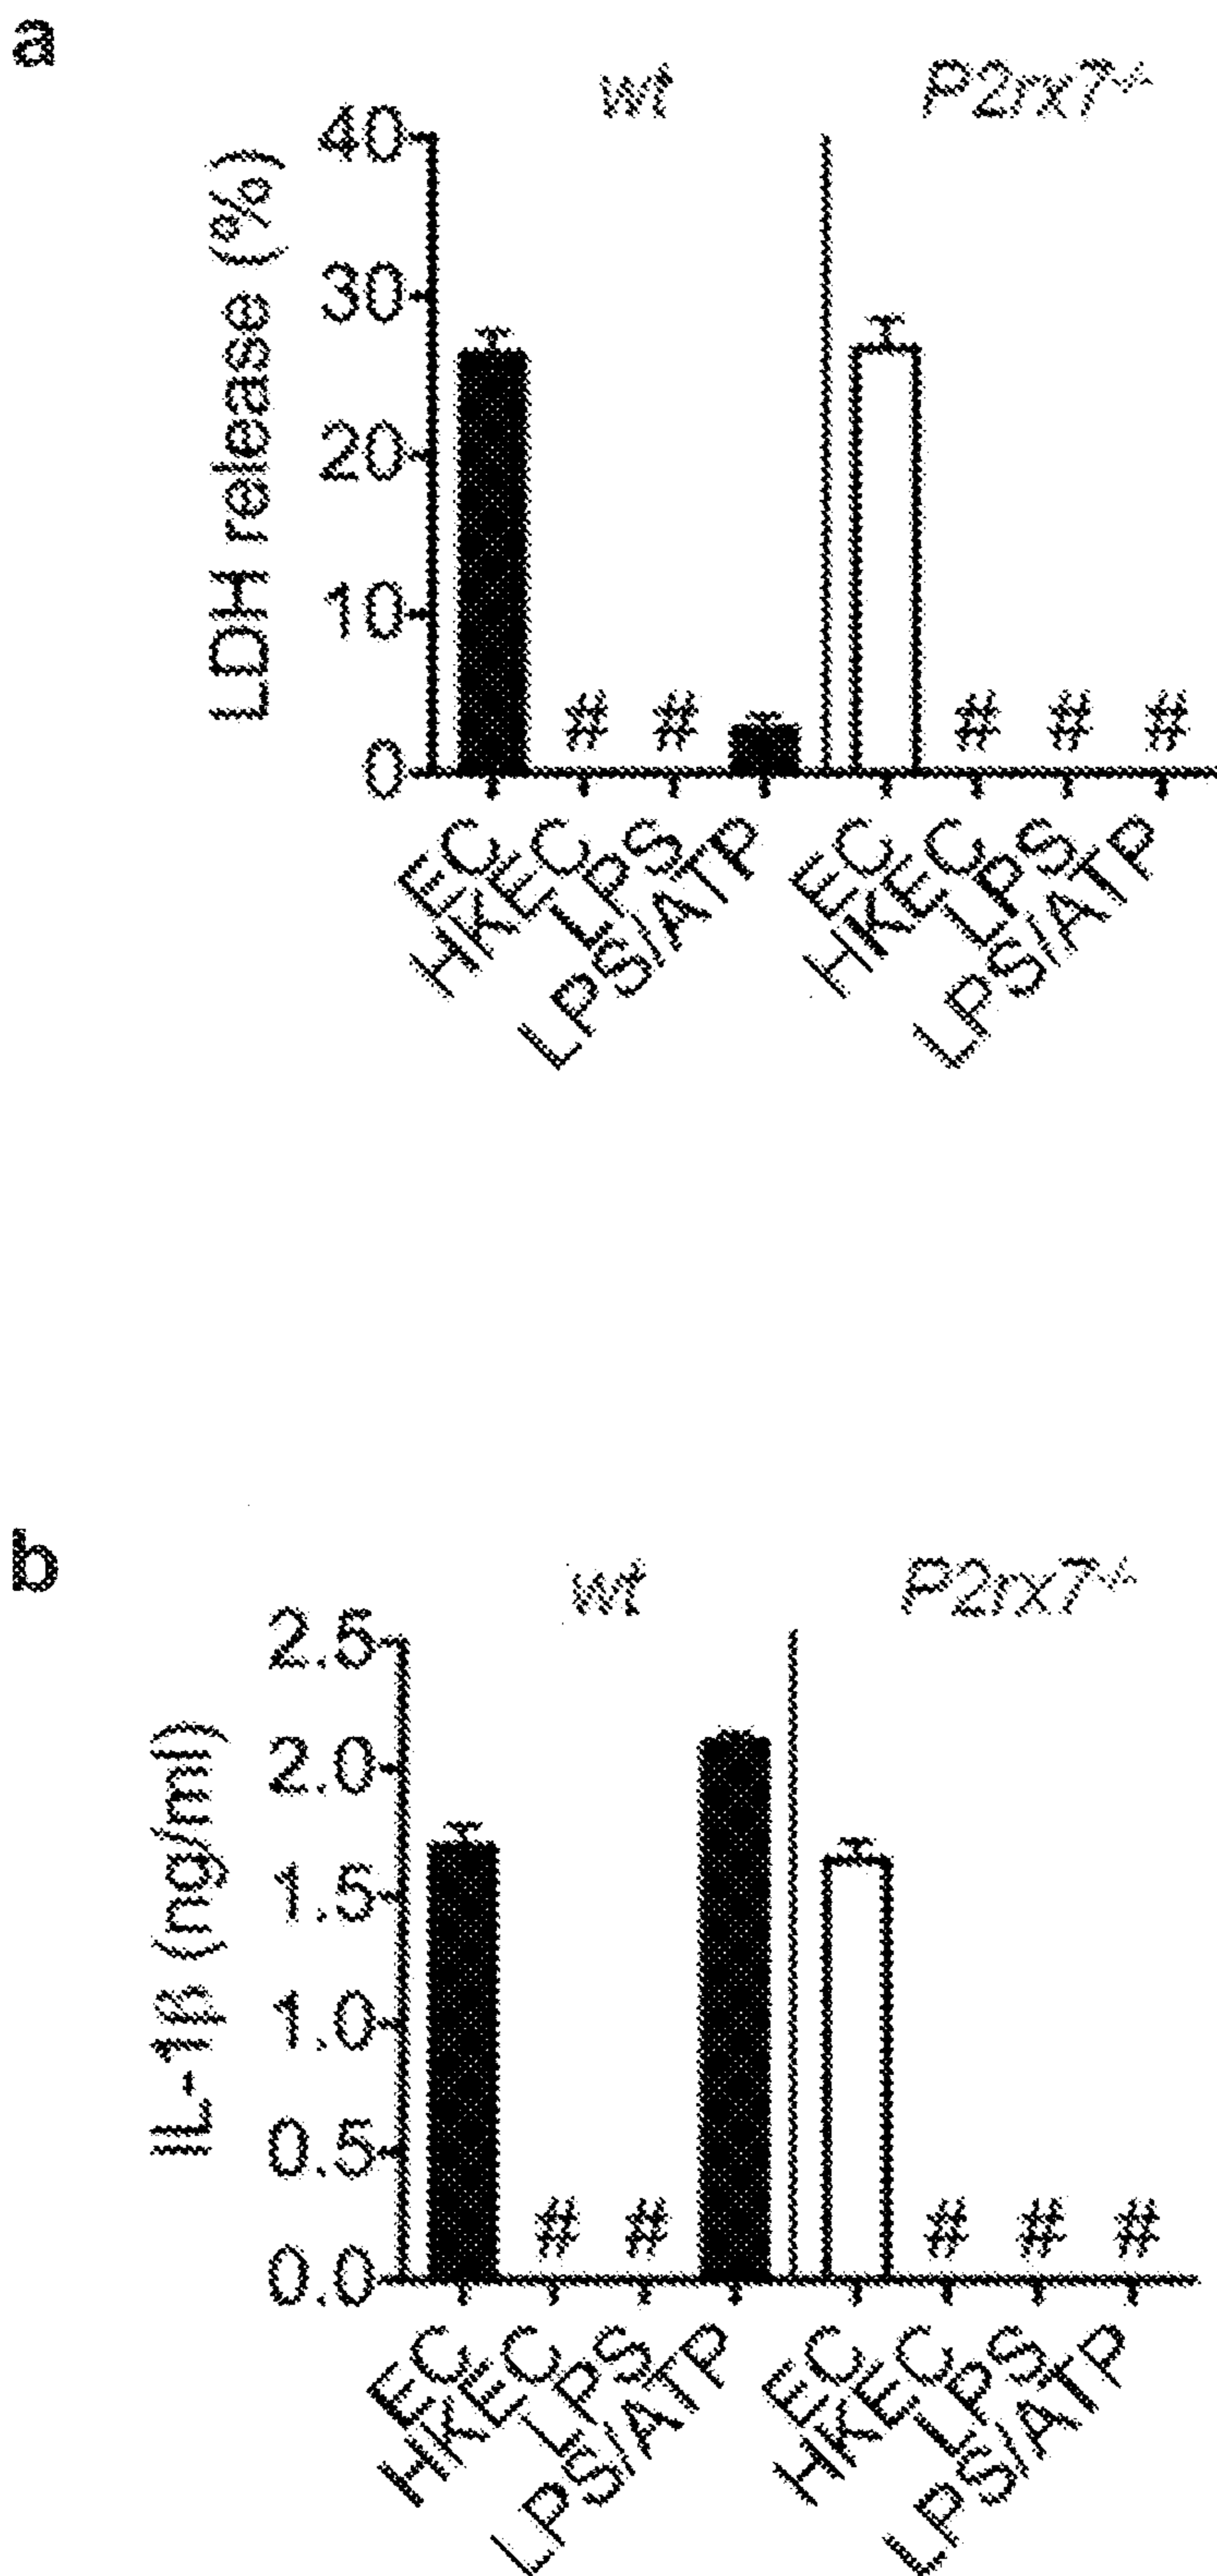 a
wt P2rx7-/-
LDH release (%)
40
30
20
10
0
# # # # #
EC HKEC LPS LPS/ATP EC HKEC LPS LPS/ATP
b
wt P2rx7-/-
IL-1β (ng/ml)
2.5
2.0
1.5
1.0
0.5
0.0
# # # # #
EC HKEC LPS LPS/ATP EC HKEC LPS LPS/ATP